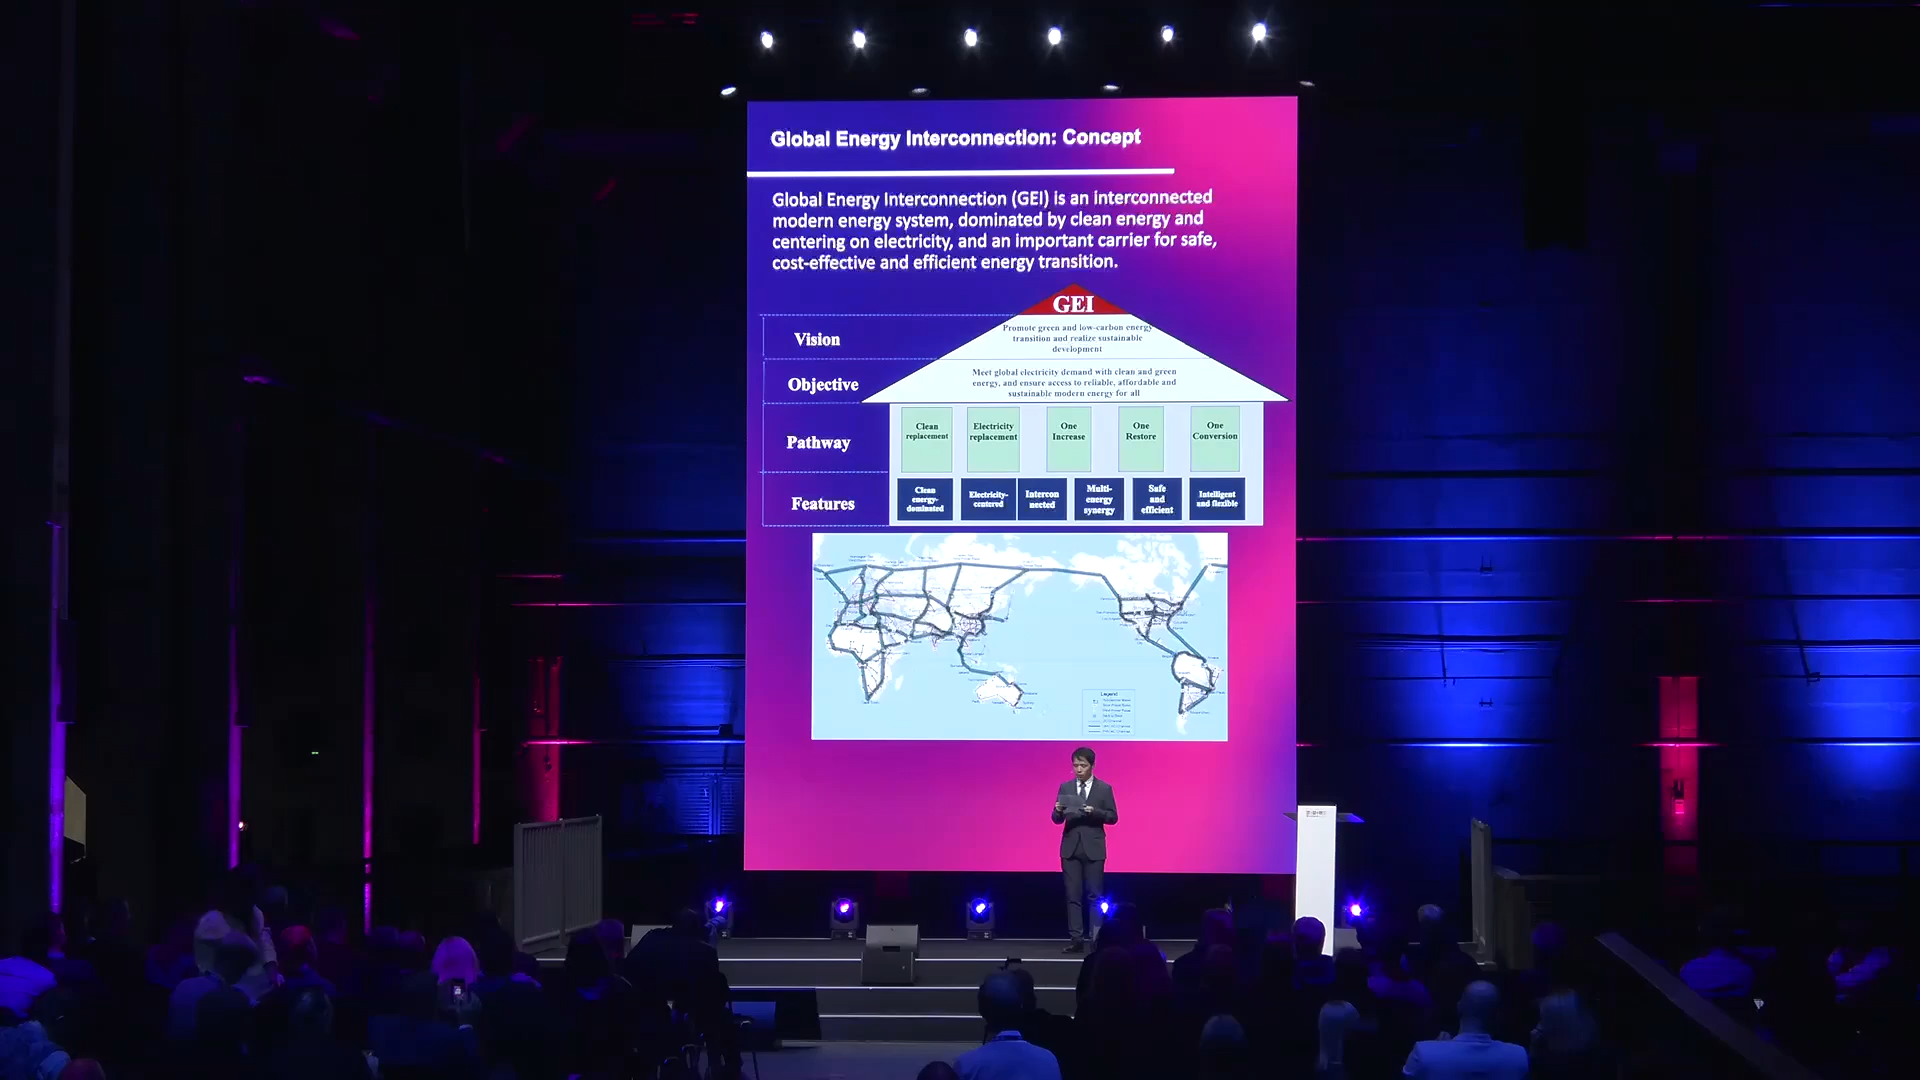 Global Energy Interconnection: Concept
Global Energy Interconnection (GEI) is an interconnected
modern energy system, dominated by clean energy and
centering on electricity, and an important carrier for safe,
cost-effective and efficient energy transition.
GEI
Vision
Promote green and low-carbon energy
transition and realize sustainable
development
Objective
Meet global electricity demand with clean and green
energy, and ensure access to reliable, affordable and
sustainable modern energy for all
Pathway
Clean
replacement
Electricity
replacement
One
Increase
One
Restore
One
Conversion
Features
Clean
energy-
dominated
Electricity-
centered
Intercon
nected
Multi-
energy
synergy
Safe
and
efficient
Intelligent
and flexible
Legend